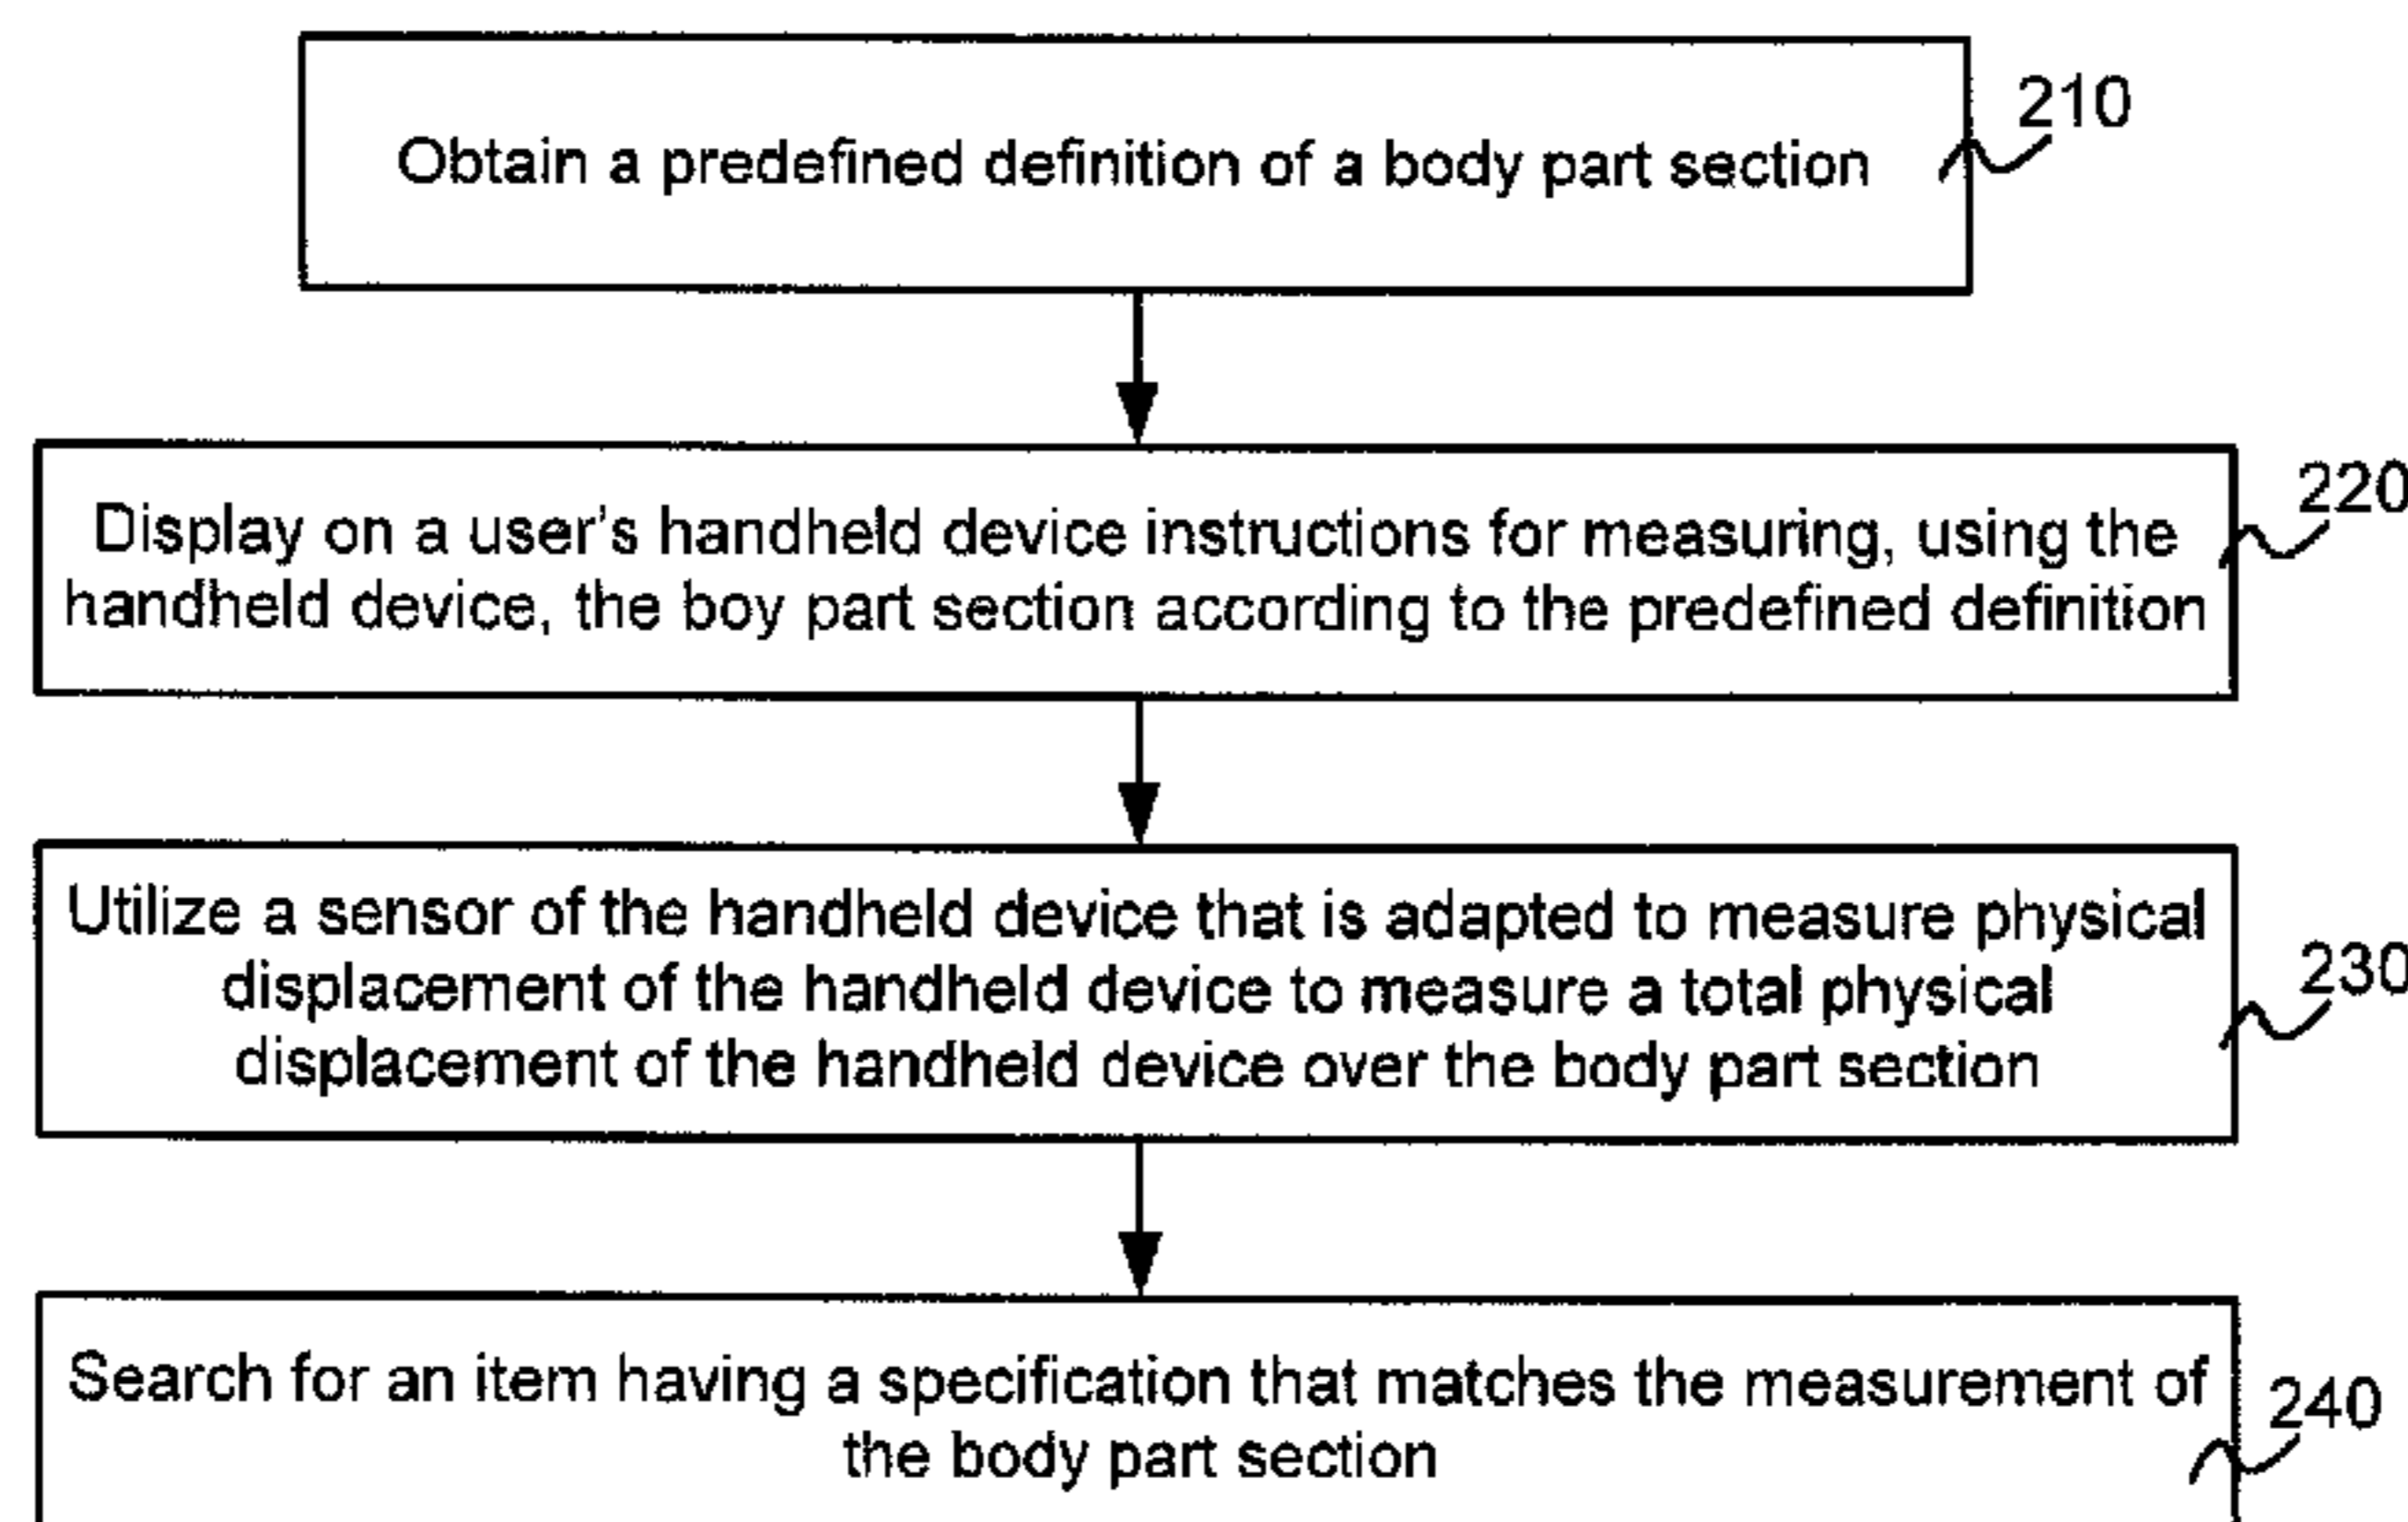 210
Obtain a predefined definition of a body part section
220
Display on a user's handheld device instructions for measuring, using the
handheld device, the boy part section according to the predefined definition
Utilize a sensor of the handheld device that is adapted to measure physical
displacement of the handheld device to measure a total physical
230
displacement of the handheld device over the body part section
Search for an item having a specification that matches the measurement of
240
the body part section